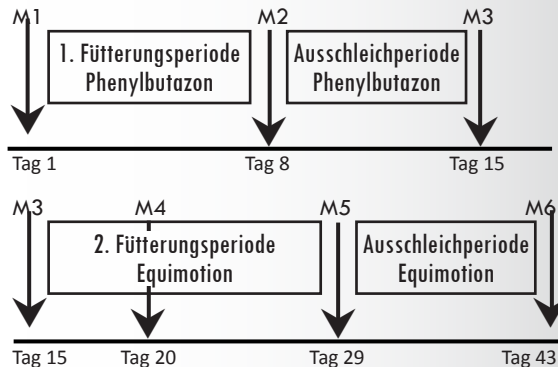 M1 M2 M3
1. Fütterungsperiode Ausschleichperiode
Phenylbutazon Phenylbutazon
Tag 1 Tag 8 Tag 15
M3 M4 M5 M6
2. Fütterungsperiode Ausschleichperiode
Equimotion Equimotion
Tag 15 Tag 20 Tag 29 Tag 43